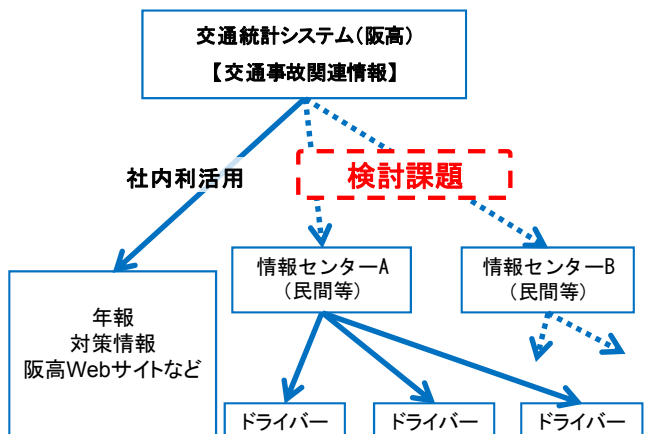 交通統計システム(阪高)
【交通事故関連情報】
社内利活用
検討課題
情報センターA
(民間等)
情報センターB
(民間等)
年報
対策情報
阪高Webサイトなど
ドライバー
ドライバー
ドライバー